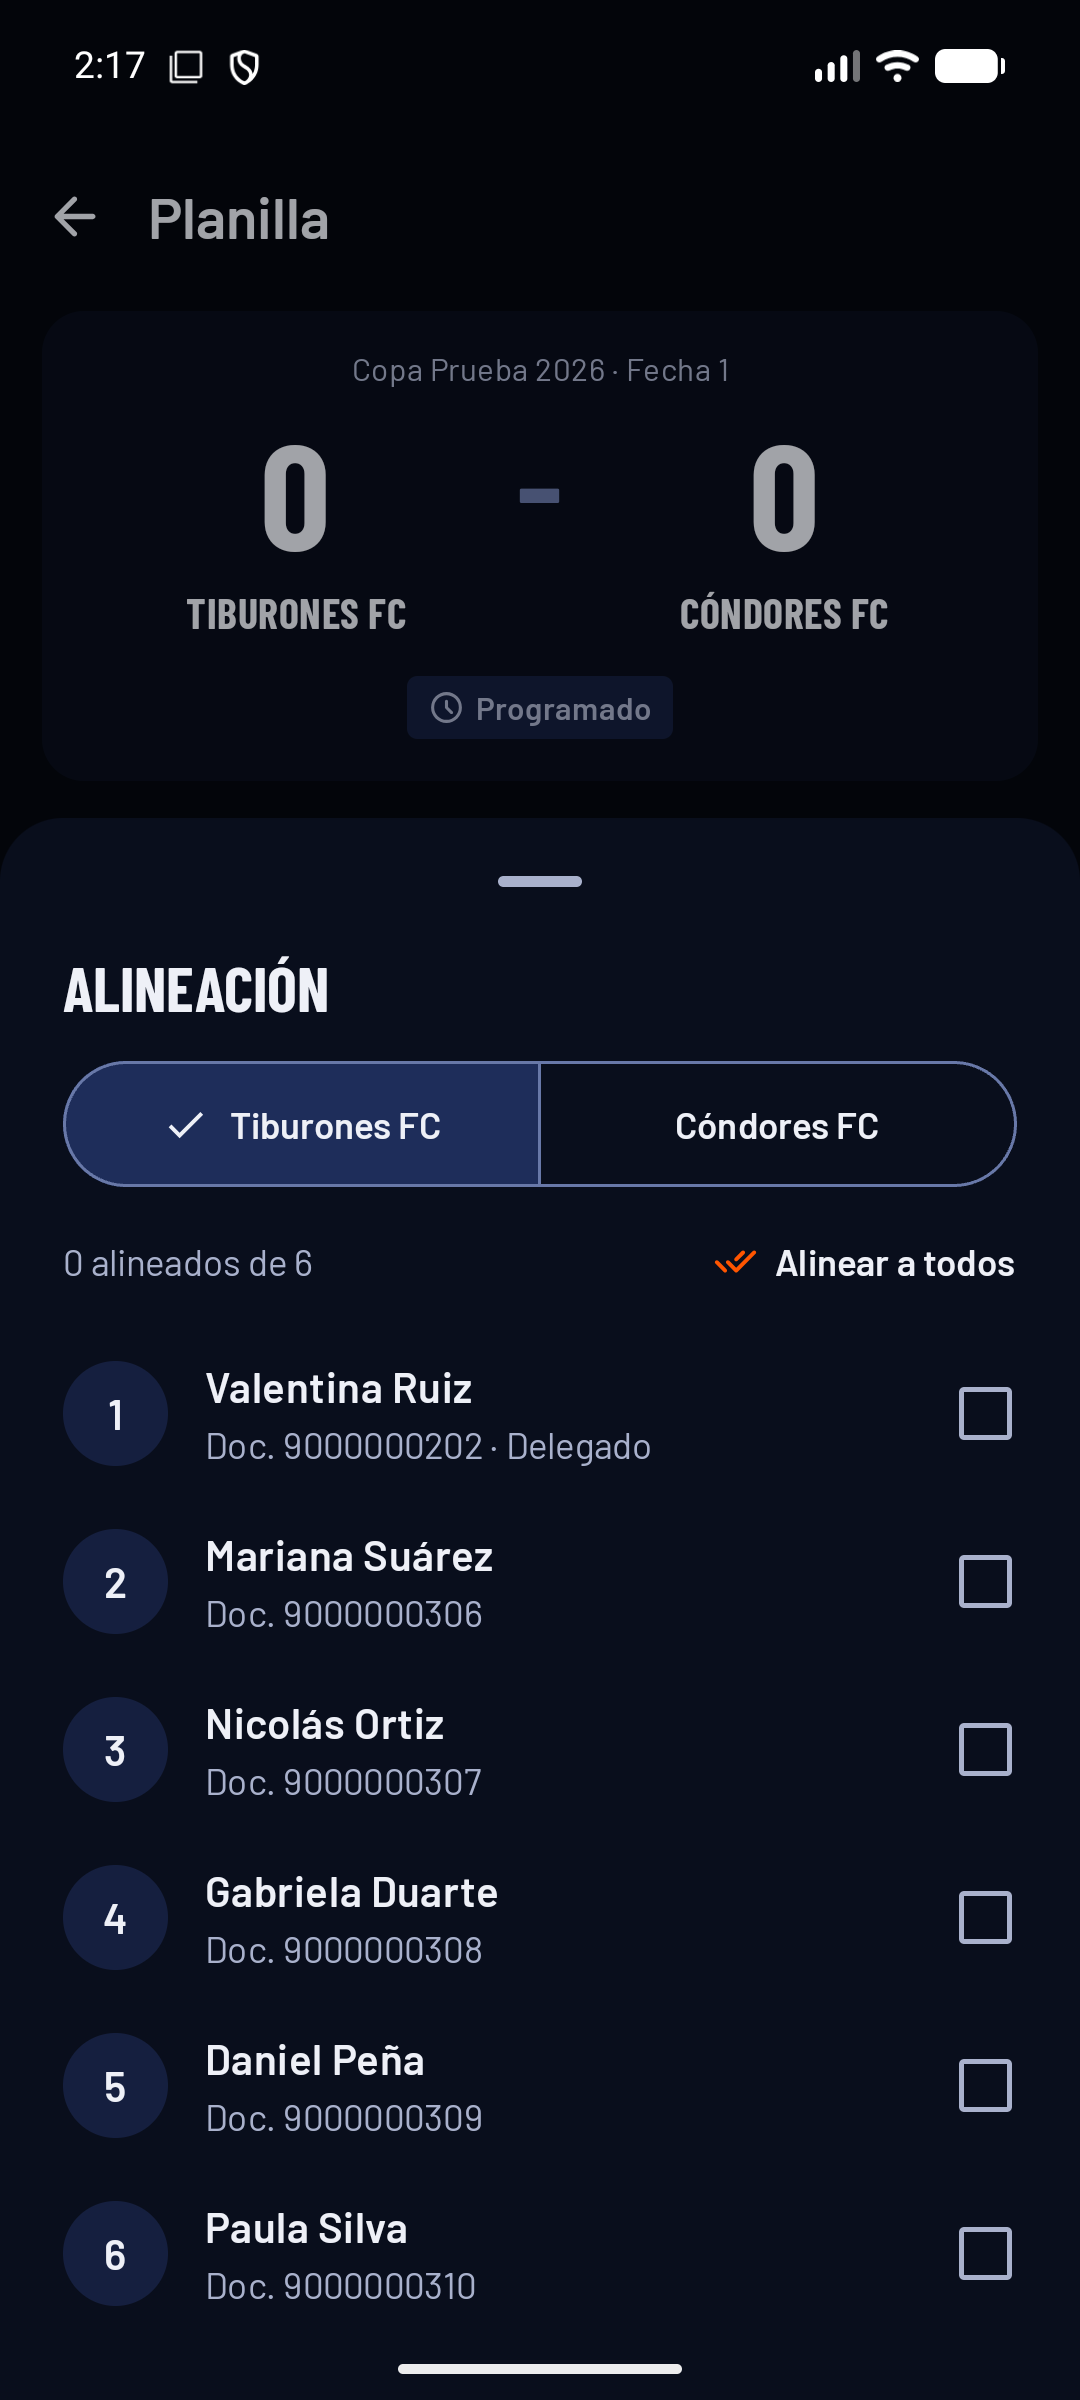 2:17
Planilla
Copa Prueba 2026 · Fecha 1
0 - 0
TIBURONES FC CÓNDORES FC
Programado
ALINEACIÓN
Tiburones FC Cóndores FC
0 alineados de 6 Alinear a todos
1 Valentina Ruiz
Doc. 9000000202 · Delegado
2 Mariana Suárez
Doc. 9000000306
3 Nicolás Ortiz
Doc. 9000000307
4 Gabriela Duarte
Doc. 9000000308
5 Daniel Peña
Doc. 9000000309
6 Paula Silva
Doc. 9000000310